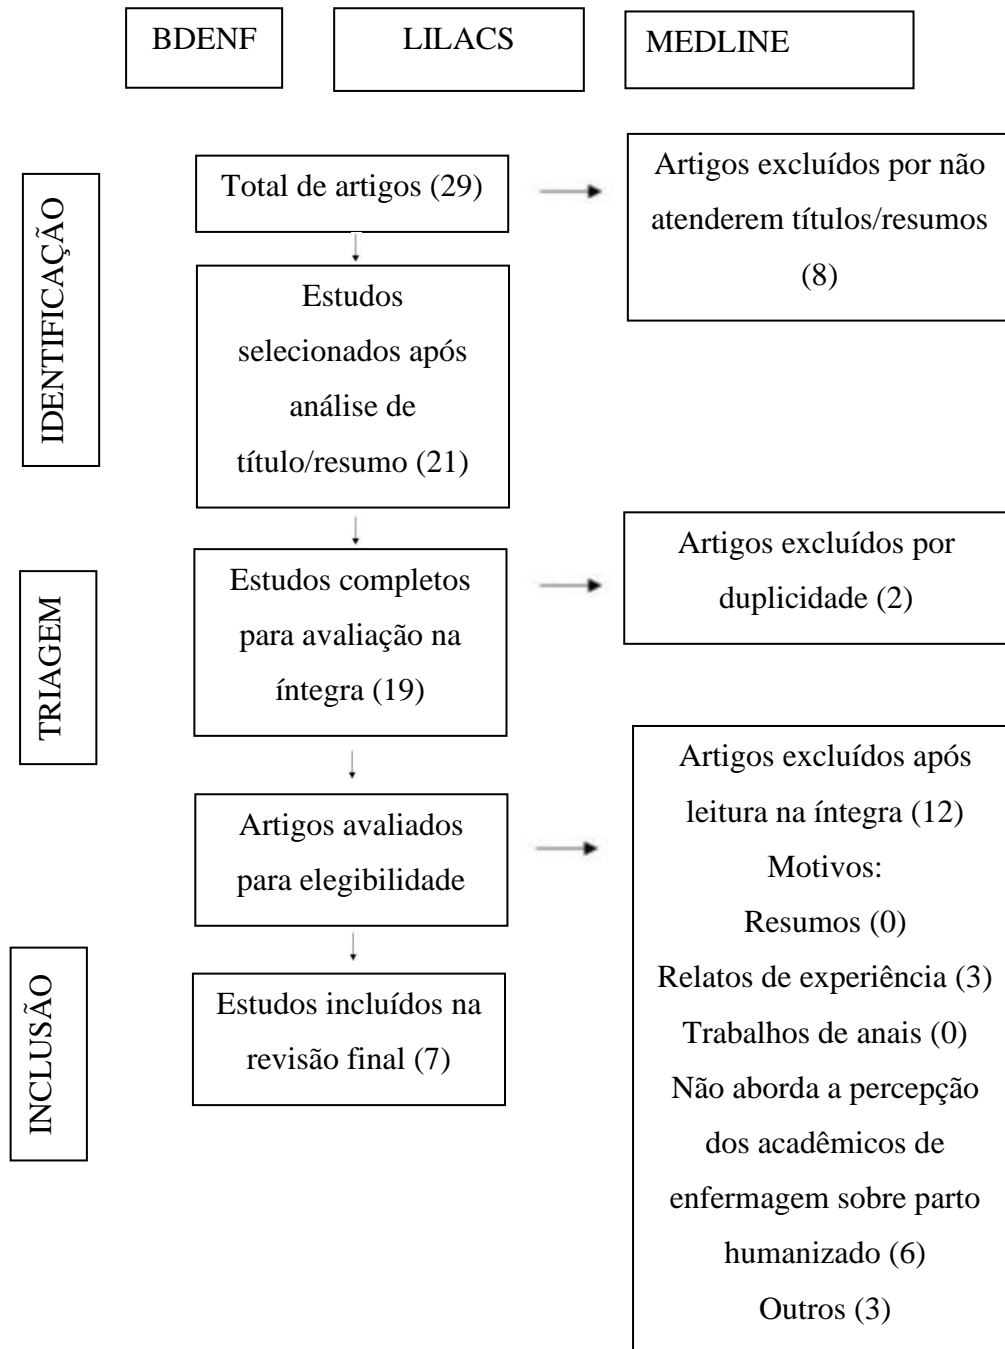 BDENF
LILACS
MEDLINE
IDENTIFICAÇÃO
Total de artigos (29)
Artigos excluídos por não
atenderem títulos/resumos
(8)
Estudos
selecionados após
análise de
título/resumo (21)
TRIAGEM
Estudos completos
para avaliação na
íntegra (19)
Artigos excluídos por
duplicidade (2)
Artigos avaliados
para elegibilidade
Artigos excluídos após
leitura na íntegra (12)
Motivos:
Resumos (0)
Relatos de experiência (3)
Trabalhos de anais (0)
Não aborda a percepção
dos acadêmicos de
enfermagem sobre parto
humanizado (6)
Outros (3)
INCLUSÃO
Estudos incluídos na
revisão final (7)